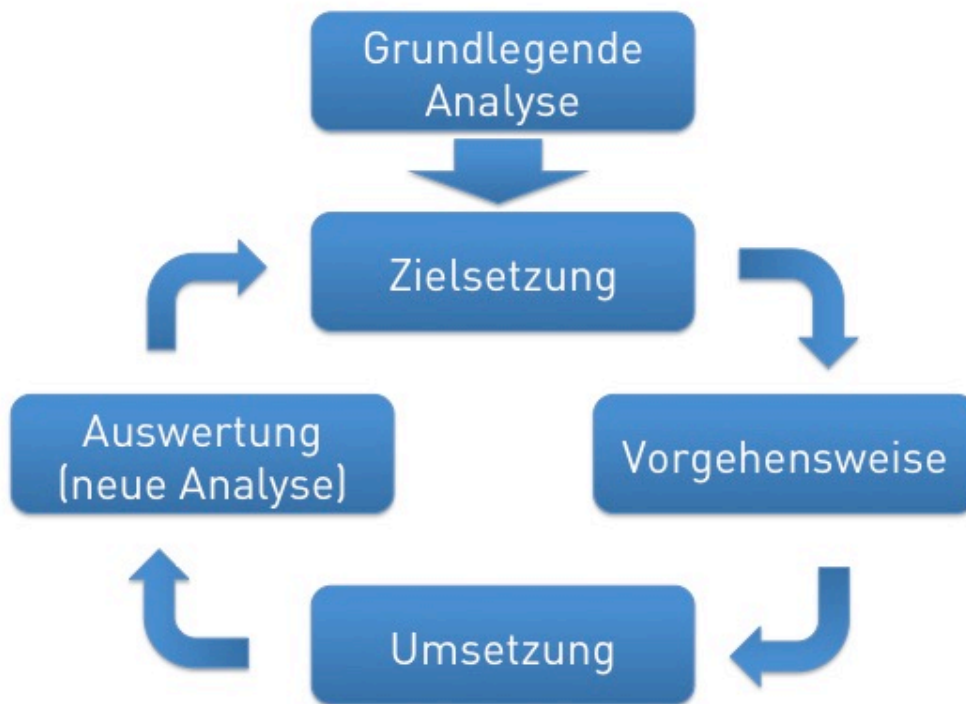 Grundlegende
Analyse
Zielsetzung
Auswertung
(neue Analyse)
Vorgehensweise
Umsetzung